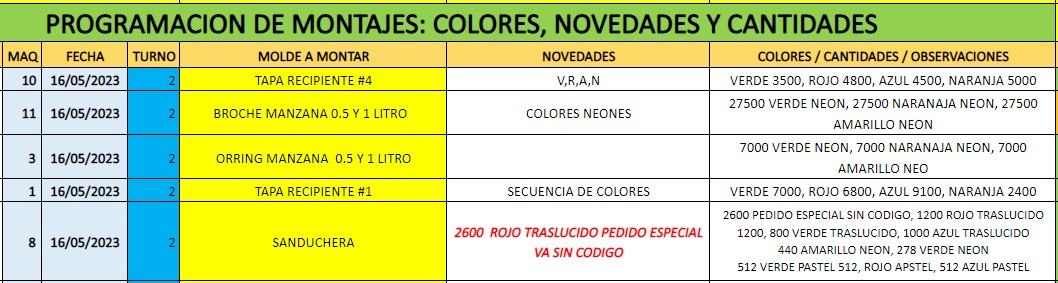 PROGRAMACION DE MONTAJES: COLORES, NOVEDADES Y CANTIDADES
MAQ FECHA TURNO MOLDE A MONTAR NOVEDADES COLORES / CANTIDADES / OBSERVACIONES
10 16/05/2023 2 TAPA RECIPIENTE #4 V,R,A,N VERDE 3500, ROJO 4800, AZUL 4500, NARANJA 5000
11 16/05/2023 2 BROCHE MANZANA 0.5 Y 1 LITRO COLORES NEONES 27500 VERDE NEON, 27500 NARANAJA NEON, 27500
AMARILLO NEON
3 16/05/2023 2 ORRING MANZANA 0.5 Y 1 LITRO 7000 VERDE NEON, 7000 NARANAJA NEON, 7000
AMARILLO NEO
1 16/05/2023 2 TAPA RECIPIENTE #1 SECUENCIA DE COLORES VERDE 7000, ROJO 6800, AZUL 9100, NARANJA 2400
8 16/05/2023 2 SANDUCHERA 2600 ROJO TRASLUCIDO PEDIDO ESPECIAL
VA SIN CODIGO
2600 PEDIDO ESPECIAL SIN CODIGO, 1200 ROJO TRASLUCIDO
1200, 800 VERDE TRASLUCIDO, 1000 AZUL TRASLUCIDO
440 AMARILLO NEON, 278 VERDE NEON
512 VERDE PASTEL 512, ROJO APSTEL, 512 AZUL PASTEL